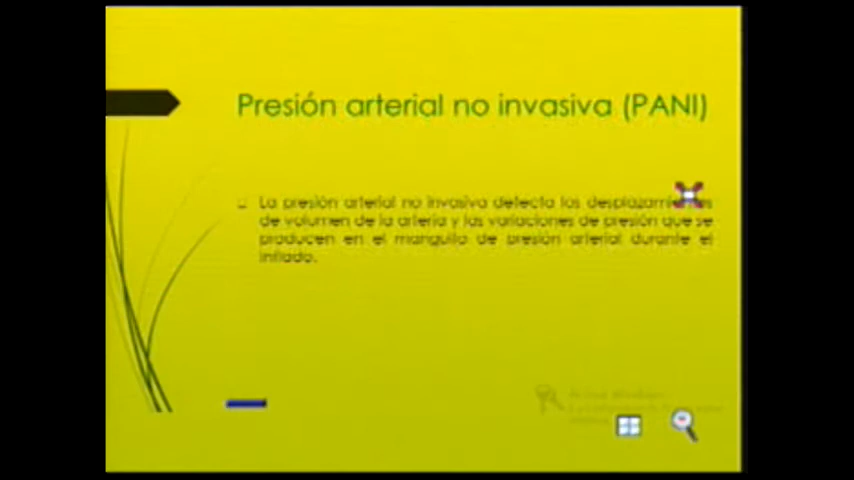 Presión arterial no invasiva (PANI)
La presión arterial no invasiva detecta los
de volumen de la arteria y las variaciones de presión que se
producen en el manguito de presión arterial durante el
inflado.